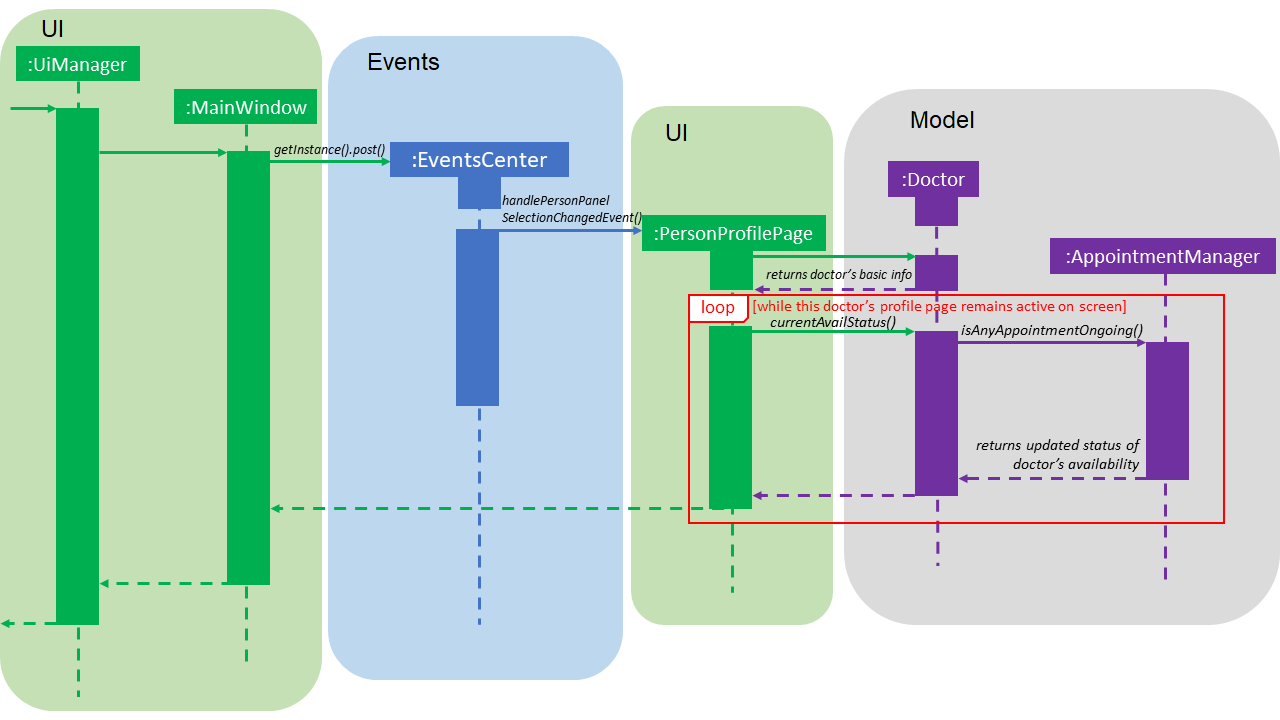 UI
:UiManager
:MainWindow
Events
getInstance().post()
:EventsCenter
handlePersonPanel
SelectionChangedEvent()
UI
:PersonProfilePage
Model
:Doctor
:AppointmentManager
returns doctor's basic info
loop
[while this doctor's profile page remains active on screen]
currentAvailStatus()
isAnyAppointmentOngoing()
returns updated status of
doctor's availability